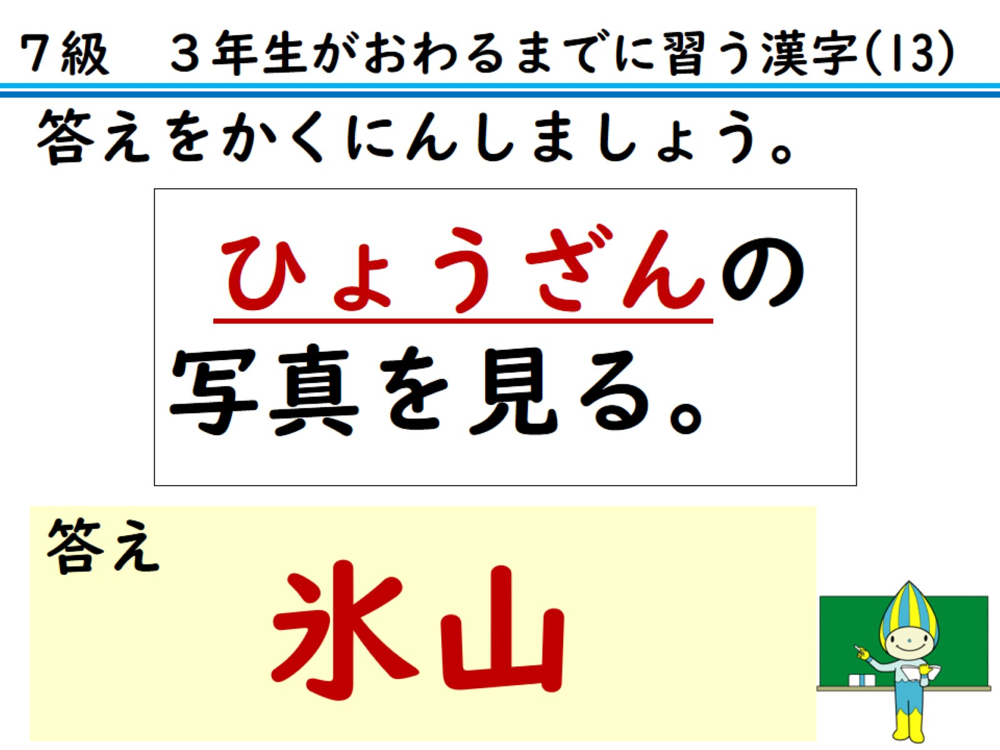 ７級　３年生がおわるまでに習う漢字(13)
答えをかくにんしましょう。
ひょうざんの
写真を見る。
答え
氷山